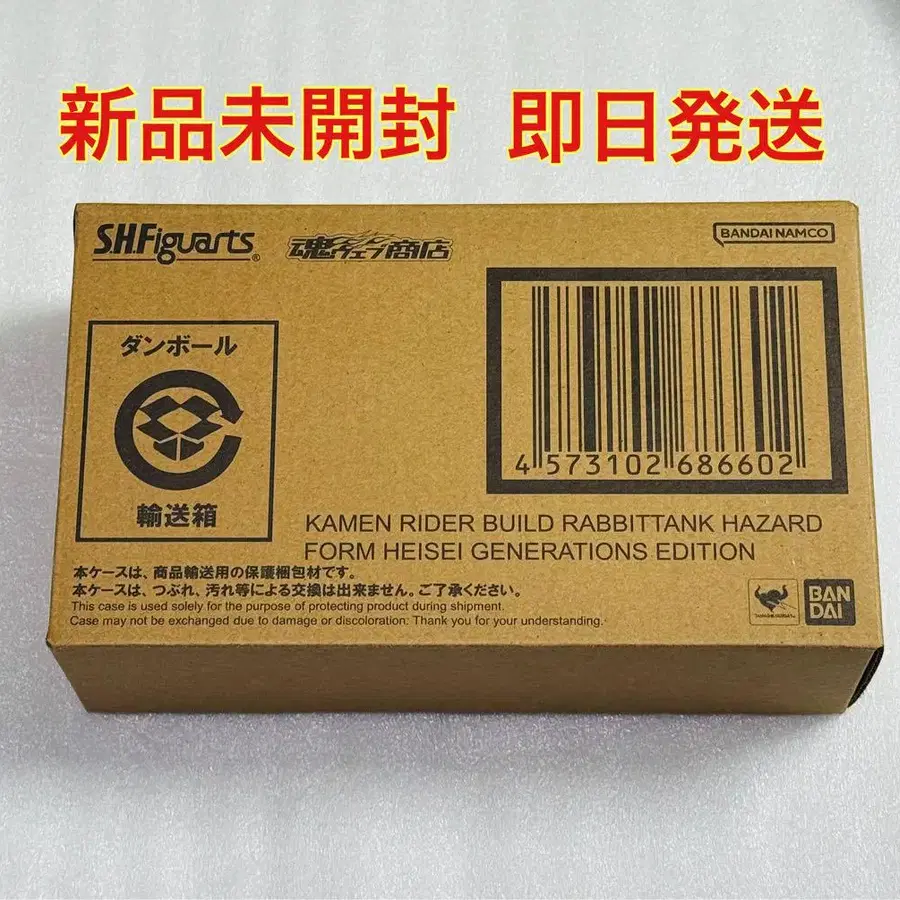 新品未開封 即日発送
S.H.Figuarts
魂ウェブ商店
BANDAI NAMCO
ダンボール
輸送箱
4 573102 686602
KAMEN RIDER BUILD RABBITTANK HAZARD
FORM HEISEI GENERATIONS EDITION
本ケースは、商品輸送用の保護梱包材です。
本ケースは、つぶれ、汚れ等による交換は出来ません。ご了承ください。
This case is used solely for the purpose of protecting product during shipment.
Case may not be exchanged due to damage or discoloration. Thank you for your understanding.
BAN
DAI